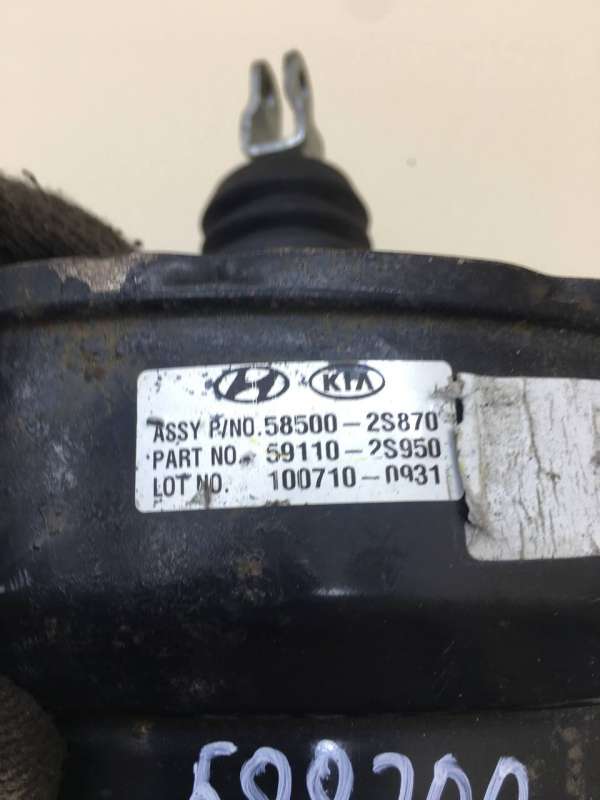 KIA
ASSY P/NO.58500-2S870
PART NO. 59110-2S950
LOT NO. 100710-0931